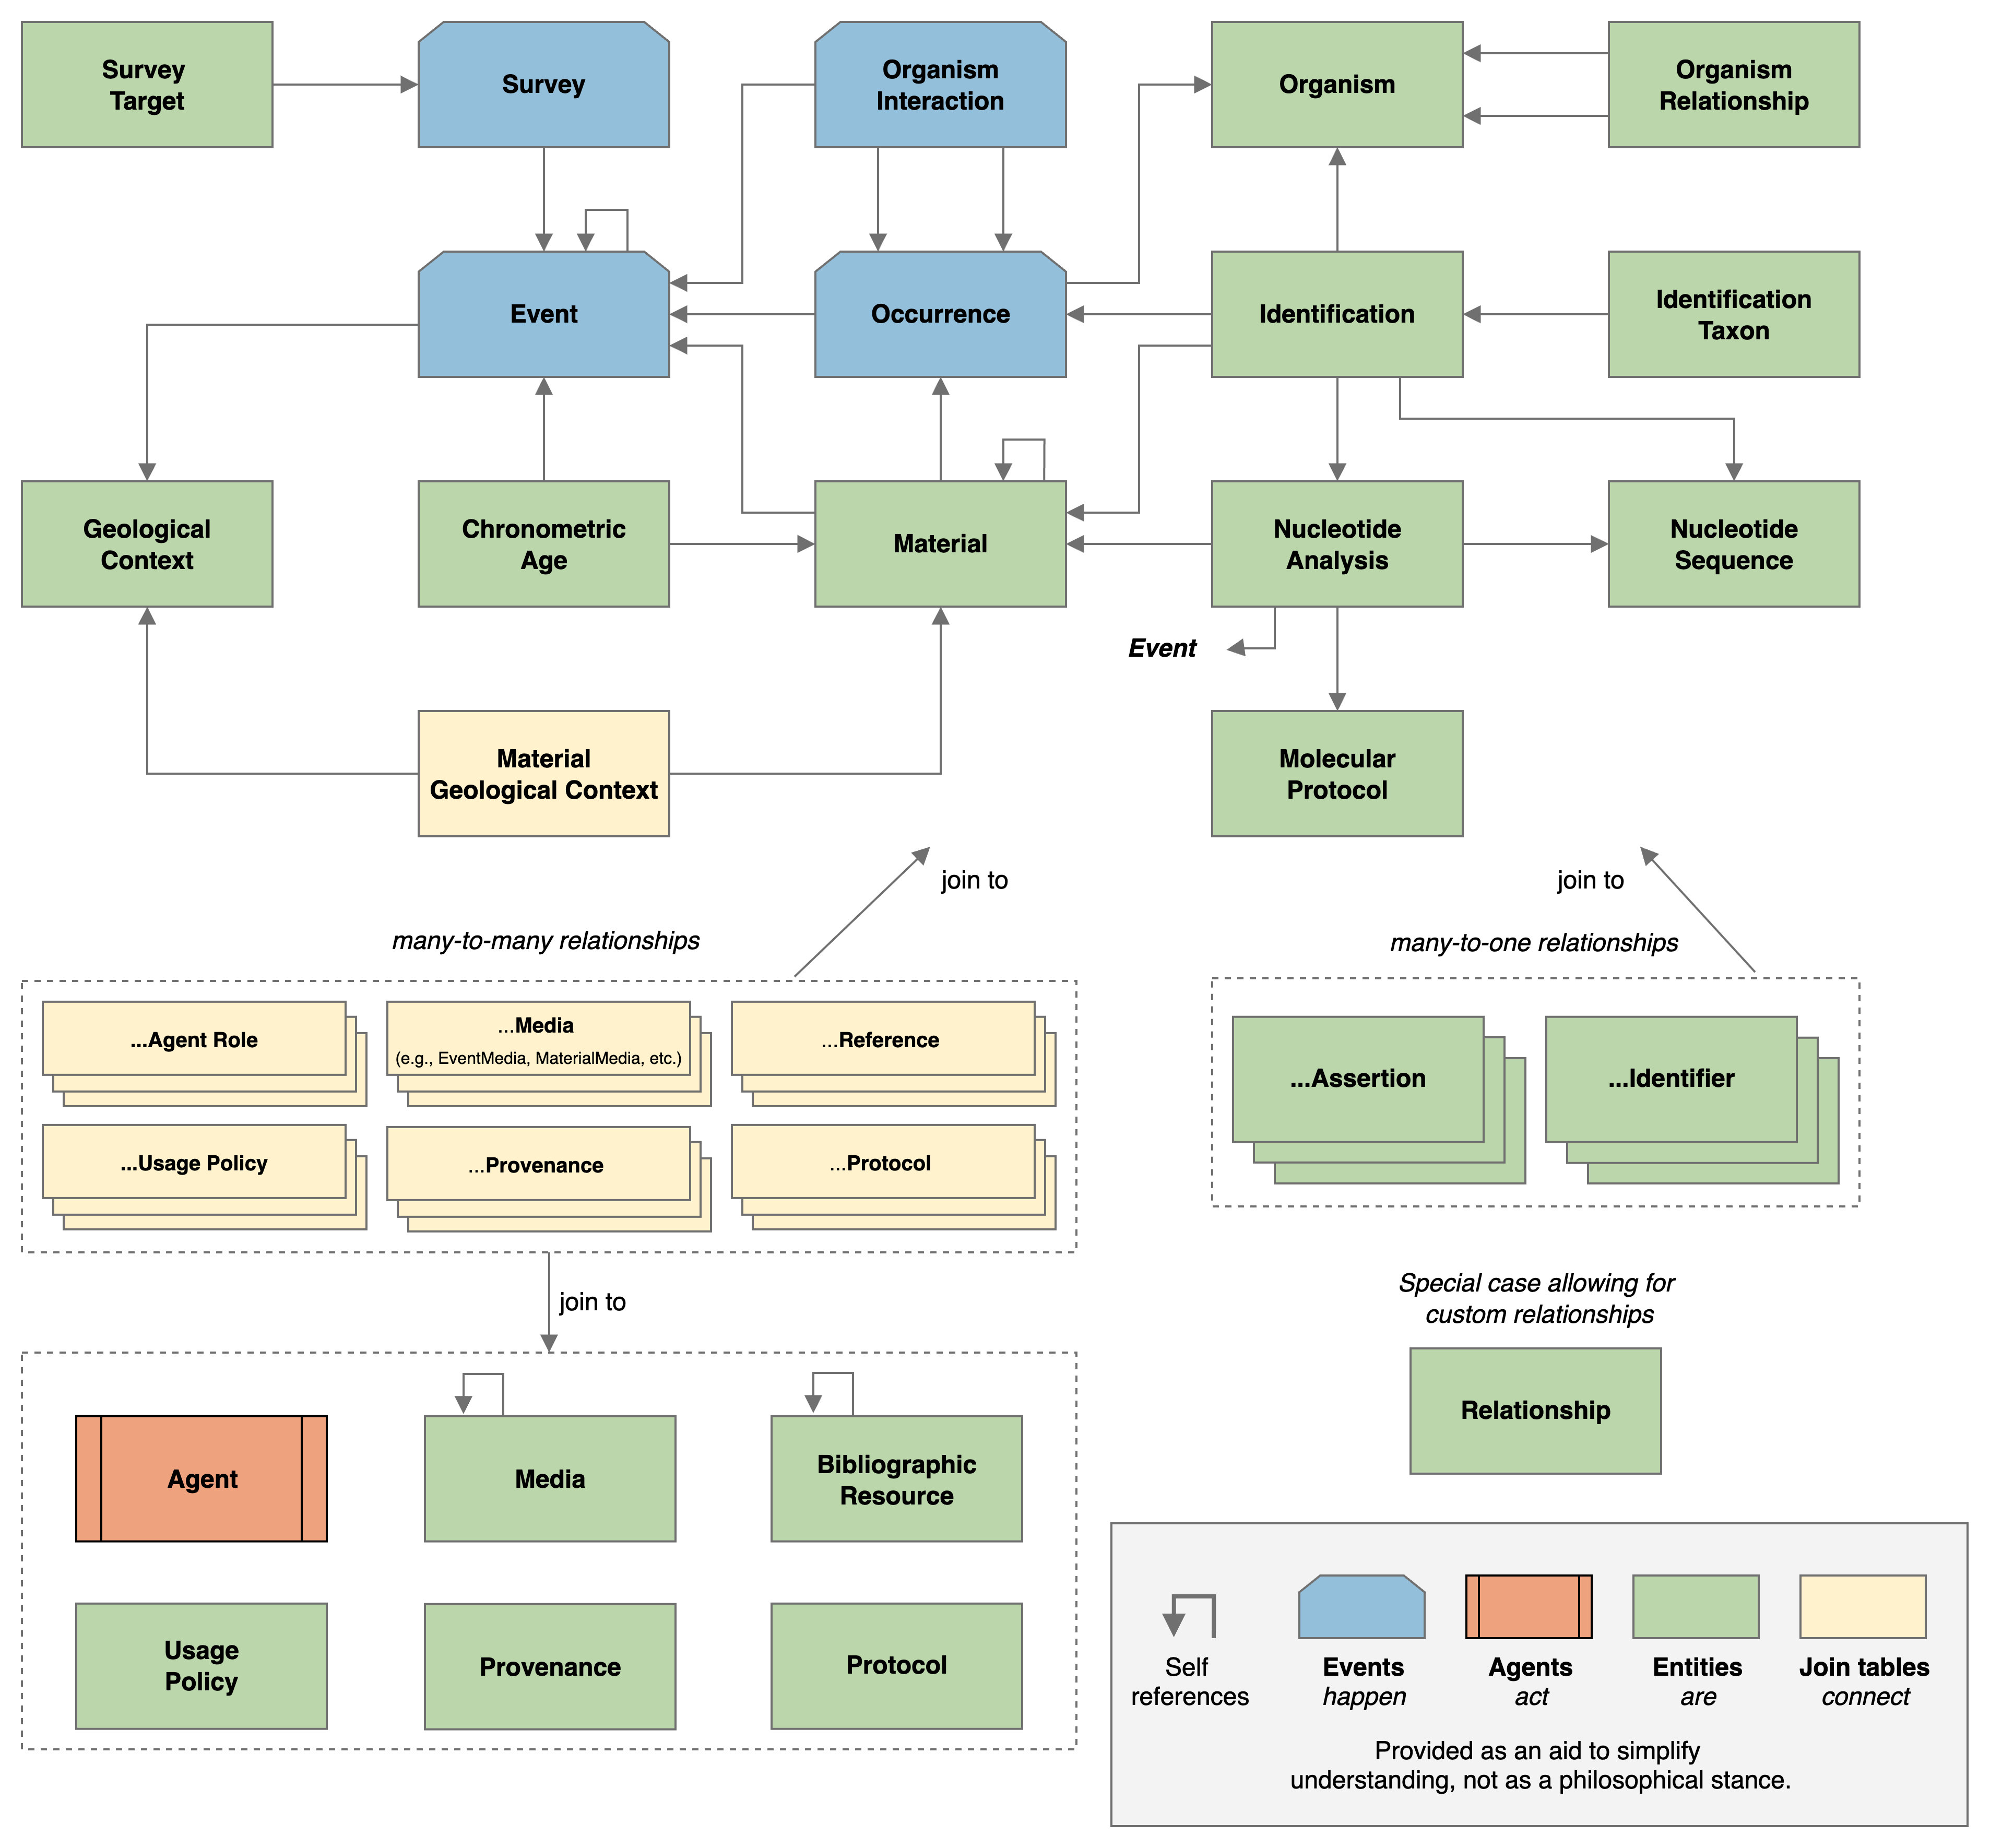 Survey
Target
Survey
Organism
Interaction
Organism
Organism
Relationship
Event
Occurrence
Identification
Identification
Taxon
Geological
Context
Chronometric
Age
Material
Nucleotide
Analysis
Nucleotide
Sequence
Event
Material
Geological Context
Molecular
Protocol
join to
join to
many-to-many relationships
many-to-one relationships
...Agent Role
...Media
(e.g., EventMedia, MaterialMedia, etc.)
...Reference
...Usage Policy
...Provenance
...Protocol
...Assertion
...Identifier
join to
Special case allowing for
custom relationships
Relationship
Agent
Media
Bibliographic
Resource
Usage
Policy
Provenance
Protocol
Self
references
Events
happen
Agents
act
Entities
are
Join tables
connect
Provided as an aid to simplify
understanding, not as a philosophical stance.